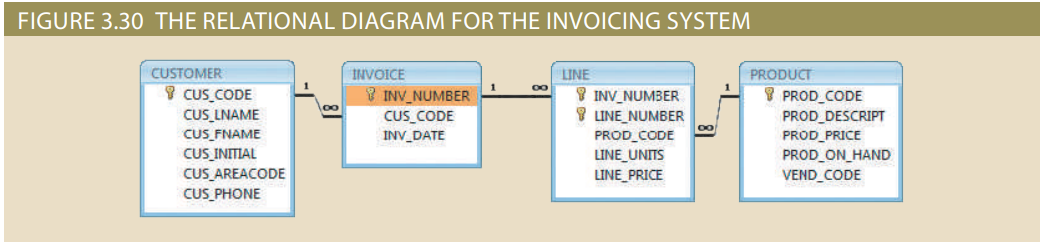 FIGURE 3.30 THE RELATIONAL DIAGRAM FOR THE INVOICING SYSTEM
CUSTOMER
CUS_CODE
CUS_LNAME
CUS_FNAME
CUS_INITIAL
CUS_AREACODE
CUS_PHONE
1
∞
INVOICE
INV_NUMBER
CUS_CODE
INV_DATE
1
∞
LINE
INV_NUMBER
LINE_NUMBER
PROD_CODE
LINE_UNITS
LINE_PRICE
∞
1
PRODUCT
PROD_CODE
PROD_DESCRIPT
PROD_PRICE
PROD_ON_HAND
VEND_CODE